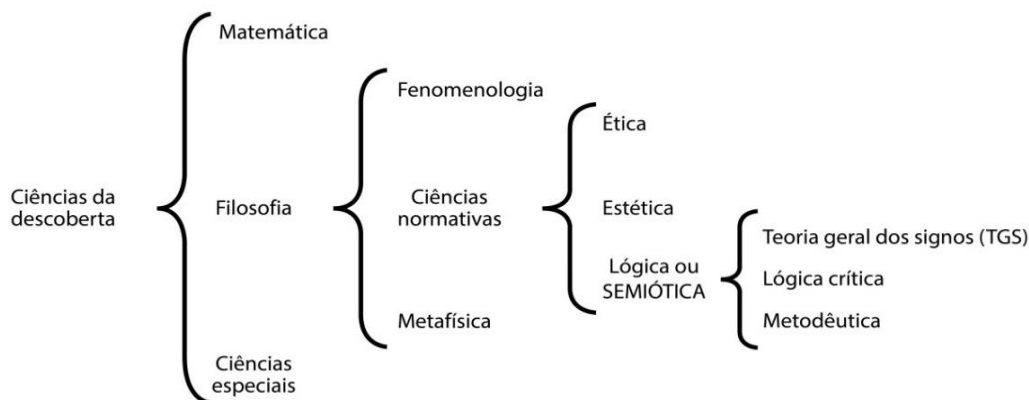 Ciências da
descoberta
Matemática
Filosofia
Ciências
especiais
Fenomenologia
Ciências
normativas
Metafísica
Ética
Estética
Lógica ou
SEMIÓTICA
Teoria geral dos signos (TGS)
Lógica crítica
Metodêutica